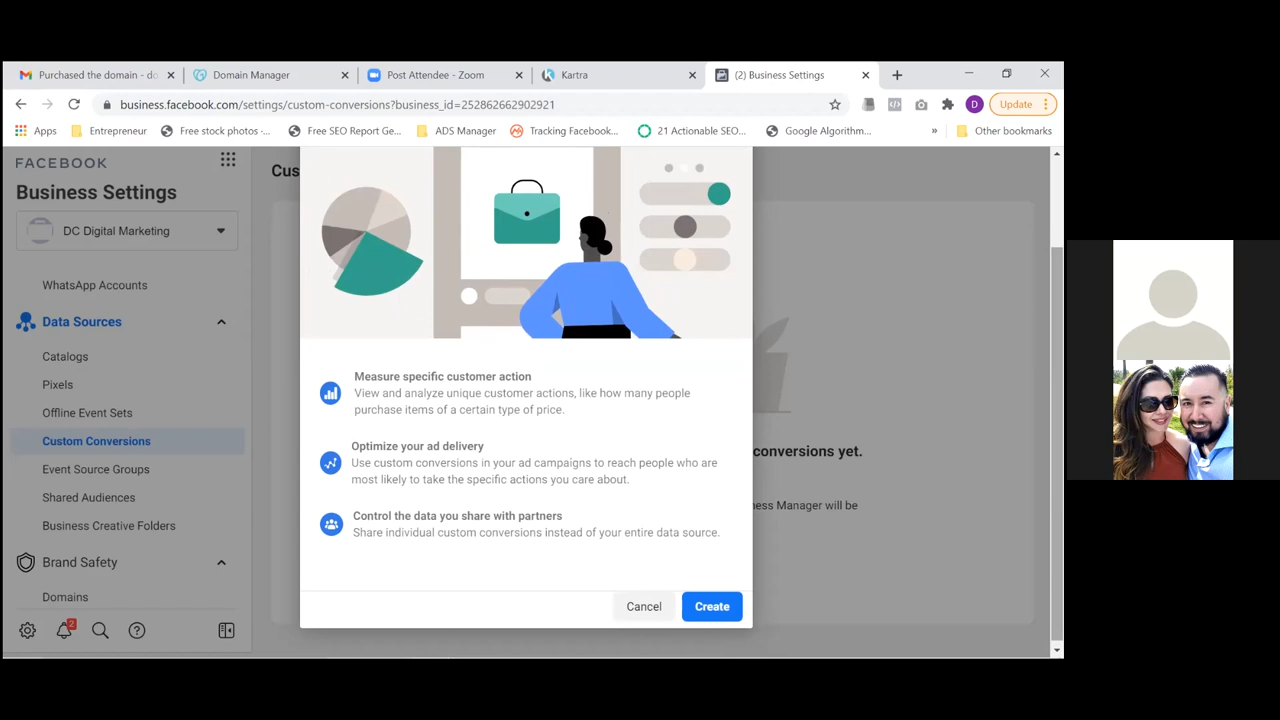 Purchased the domain - do
Domain Manager
Post Attendee - Zoom
Kartra
(2) Business Settings
business.facebook.com/settings/custom-conversions?business_id=252862662902921
D
Update
Apps
Entrepreneur
Free stock photos -...
Free SEO Report Ge...
ADS Manager
Tracking Facebook...
21 Actionable SEO...
Google Algorithm...
»
Other bookmarks
FACEBOOK
Business Settings
DC Digital Marketing
WhatsApp Accounts
Data Sources
Catalogs
Pixels
Offline Event Sets
Custom Conversions
Event Source Groups
Shared Audiences
Business Creative Folders
Brand Safety
Domains
2
Cus
Measure specific customer action
View and analyze unique customer actions, like how many people
purchase items of a certain type of price.
Optimize your ad delivery
Use custom conversions in your ad campaigns to reach people who are
most likely to take the specific actions you care about.
Control the data you share with partners
Share individual custom conversions instead of your entire data source.
Cancel
Create
conversions yet.
ness Manager will be